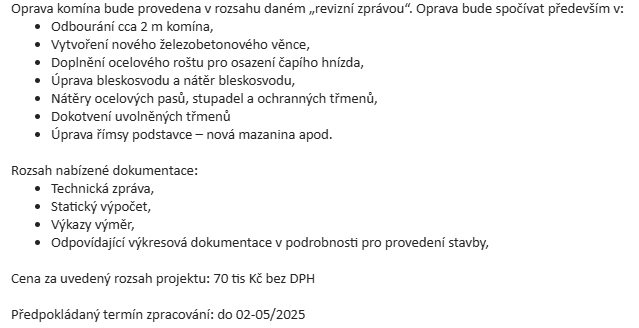 Oprava komína bude provedena v rozsahu daném „revizní zprávou“. Oprava bude spočívat především v:
• Odbourání cca 2 m komína,
• Vytvoření nového železobetonového věnce,
• Doplnění ocelového roštu pro osazení čapího hnízda,
• Úprava bleskosvodu a nátěr bleskosvodu,
• Nátěry ocelových pasů, stupadel a ochranných třmenů,
• Dokotvení uvolněných třmenů
• Úprava římsy podstavce – nová mazanina apod.
Rozsah nabízené dokumentace:
• Technická zpráva,
• Statický výpočet,
• Výkazy výměr,
• Odpovídající výkresová dokumentace v podrobnosti pro provedení stavby,
Cena za uvedený rozsah projektu: 70 tis Kč bez DPH
Předpokládaný termín zpracování: do 02-05/2025